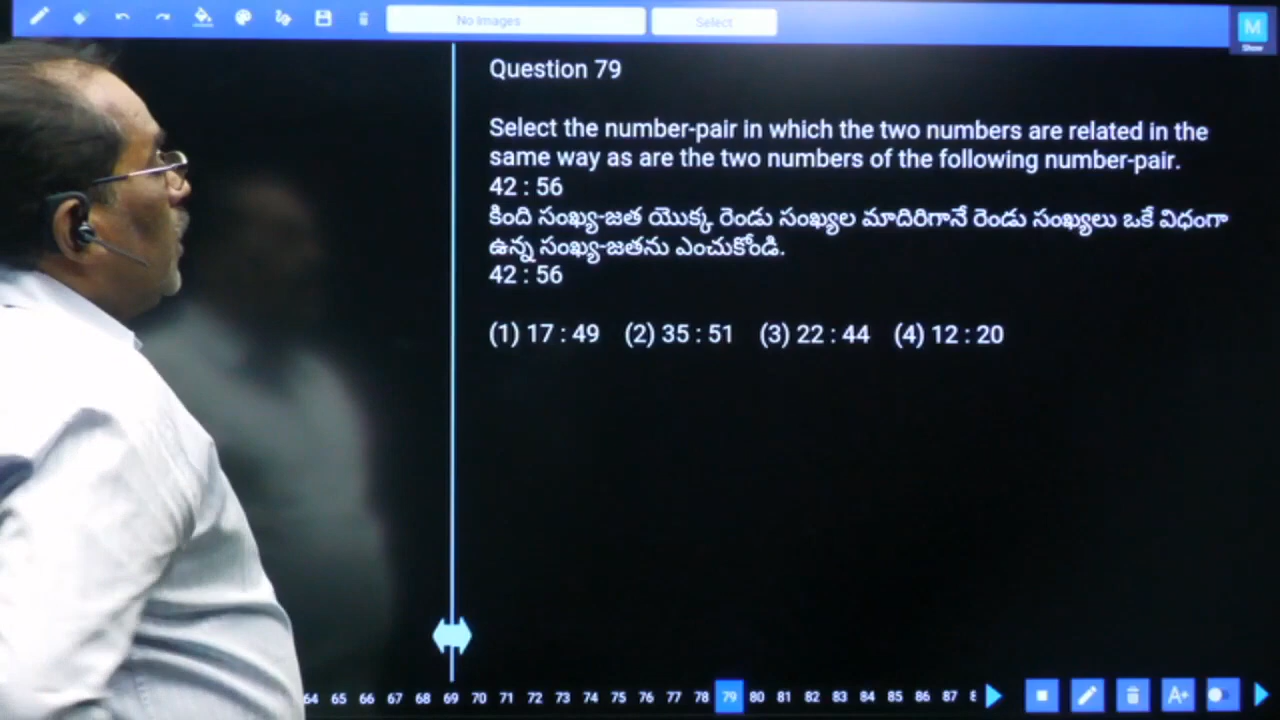 No Images
Select
M
Show
Question 79
Select the number-pair in which the two numbers are related in the
same way as are the two numbers of the following number-pair.
42 : 56
కింది సంఖ్య-జత యొక్క రెండు సంఖ్యల మాదిరిగానే రెండు సంఖ్యలు ఒకే విధంగా
ఉన్న సంఖ్య-జతను ఎంచుకోండి.
42 : 56
(1) 17 : 49 (2) 35 : 51 (3) 22 : 44 (4) 12 : 20
64 65 66 67 68 69 70 71 72 73 74 75 76 77 78 79 80 81 82 83 84 85 86 87
A+